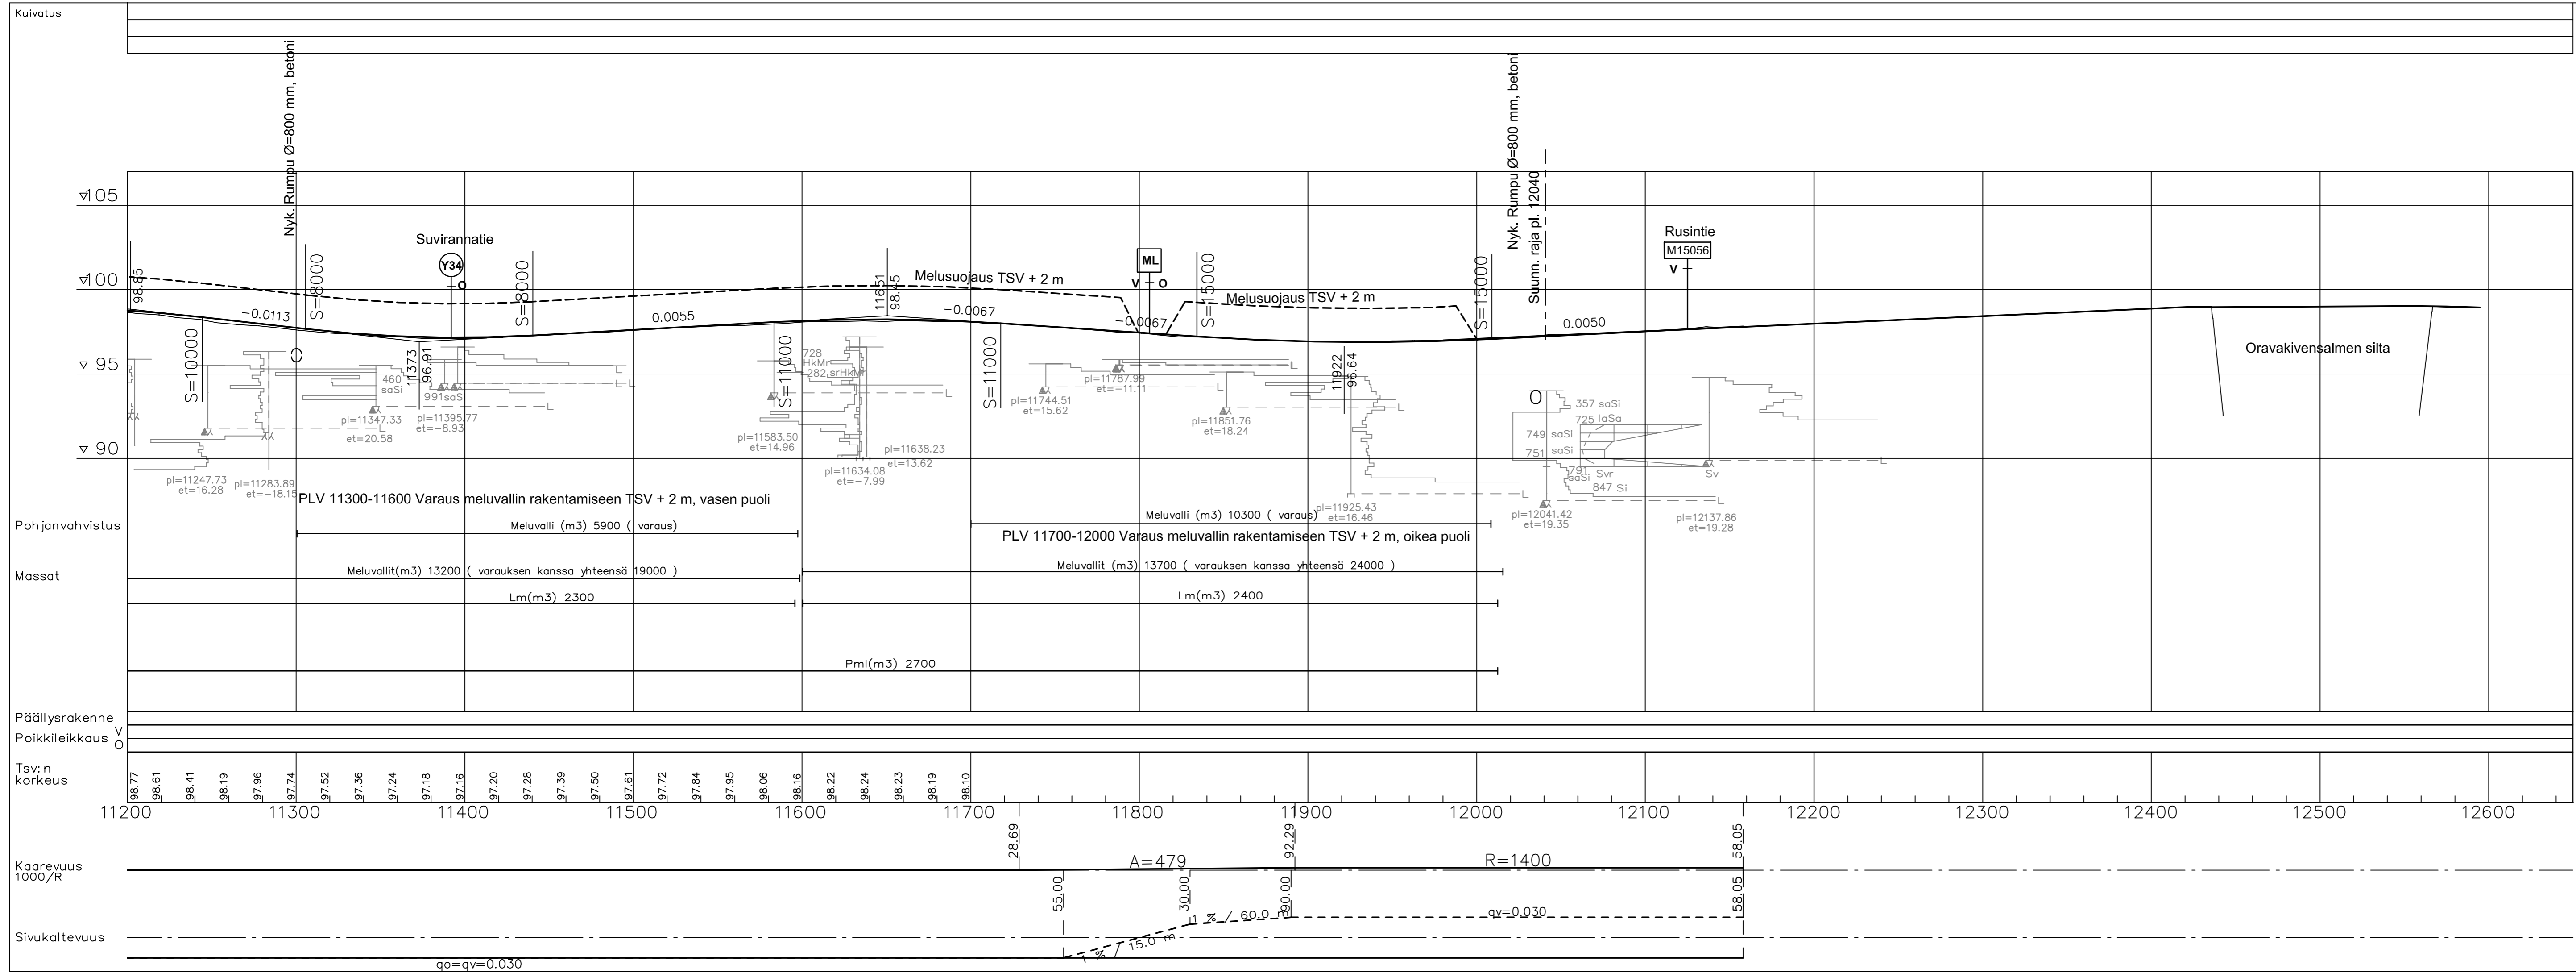 Kuivatus
Nyk. Rumpu Ø=800 mm, betoni
Nyk. Rumpu Ø=800 mm, betoni
Suunn. raja pl. 12040
105
100
95
90
Suvirannatie
Y34
O
Rusintie
M15056
V
ML
V O
Melusuojaus TSV + 2 m
Melusuojaus TSV + 2 m
98.85
S=10000
-0.0113
S=8000
11373
96.91
S=8000
0.0055
S=11000
11651
98.45
-0.0067
S=11000
-0.0067
S=15000
11922
96.64
S=15000
0.0050
Oravakivensalmen silta
460
saSi
991saSi
728
HkMr
pl=11247.73
et=16.28
pl=11283.89
et=-18.15
pl=11347.33
et=20.58
pl=11395.77
et=-8.93
pl=11583.50
et=14.96
pl=11634.08
et=-7.99
pl=11638.23
et=13.62
pl=11744.51
et=15.62
pl=11787.99
et=-11.71
pl=11851.76
et=18.24
pl=11925.43
et=16.46
357 saSi
725 laSa
749 saSi
751 saSi
791
saSi
847 Si
Svr
Sv
pl=12041.42
et=19.35
pl=12137.86
et=19.28
PLV 11300-11600 Varaus meluvallin rakentamiseen TSV + 2 m, vasen puoli
Pohjanvahvistus
Meluvalli (m3) 5900 ( varaus)
Meluvalli (m3) 10300 ( varaus)
PLV 11700-12000 Varaus meluvallin rakentamiseen TSV + 2 m, oikea puoli
Massat
Meluvallit(m3) 13200 ( varauksen kanssa yhteensä 19000 )
Meluvallit (m3) 13700 ( varauksen kanssa yhteensä 24000 )
Lm(m3) 2300
Lm(m3) 2400
Pml(m3) 2700
Päällysrakenne
Poikkileikkaus V
O
Tsv:n
korkeus
98.77 98.61 98.41 98.19 97.96 97.74 97.52 97.36 97.24 97.18 97.16 97.20 97.28 97.39 97.50 97.61 97.72 97.84 97.95 98.06 98.16 98.22 98.24 98.23 98.19 98.10
11200 11300 11400 11500 11600 11700 11800 11900 12000 12100 12200 12300 12400 12500 12600
Kaarevuus
1000/R
28.69
A=479
92.29
R=1400
58.05
55.00
30.00
90.00
58.05
Sivukaltevuus
1 % / 15.0 m
1 % / 60.0 m
qv=0.030
qo=qv=0.030